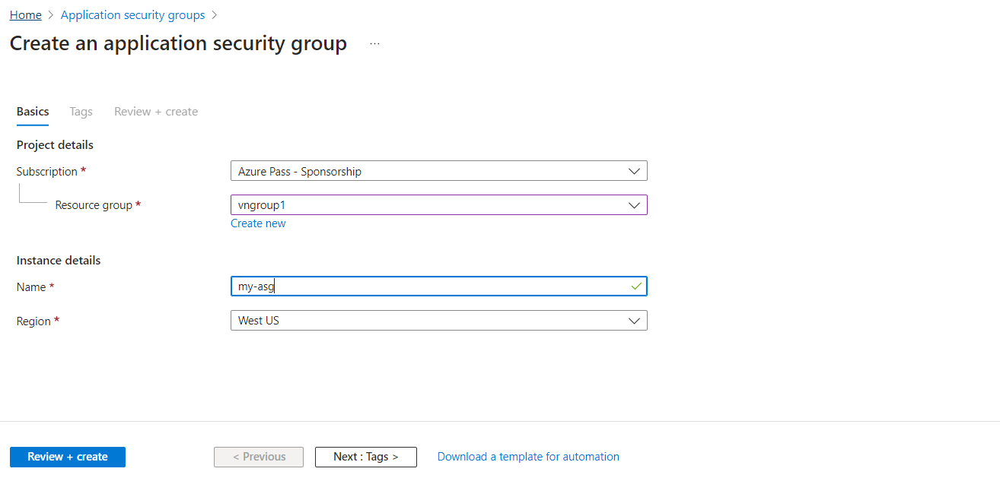 Home > Application security groups >
Create an application security group ...
Basics Tags Review + create
Project details
Subscription * Azure Pass - Sponsorship
Resource group * vngroup1
Create new
Instance details
Name * my-asg
Region * West US
Review + create < Previous Next : Tags > Download a template for automation